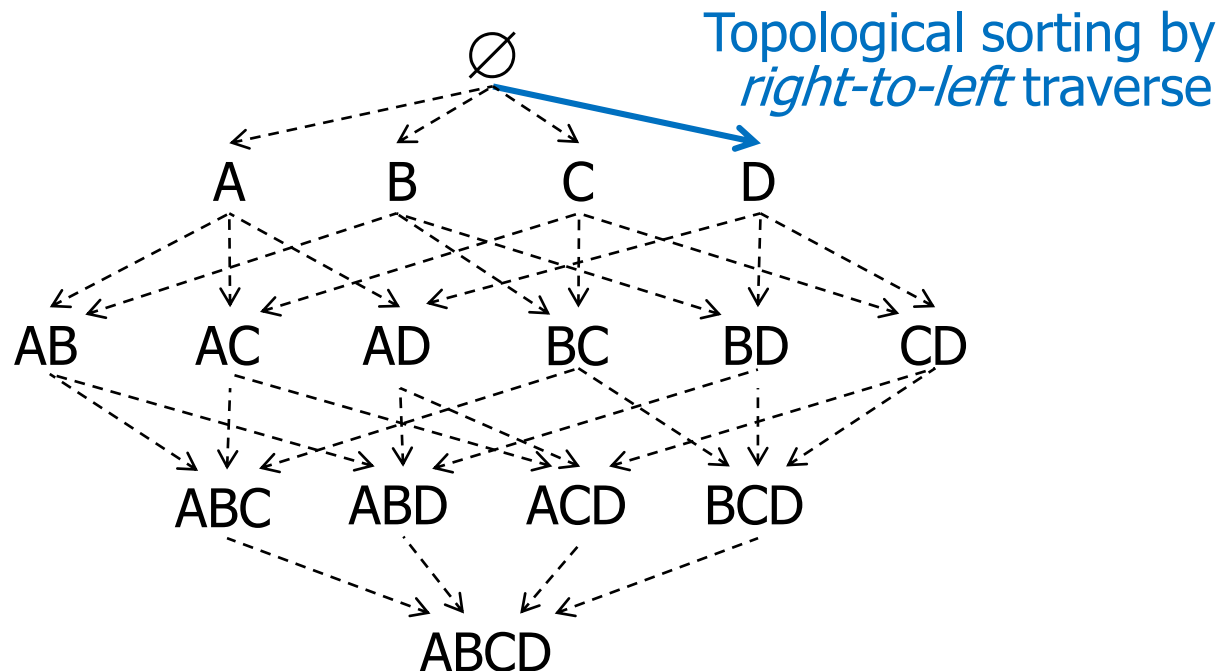 Topological sorting by
right-to-left traverse
∅
A B C D
AB AC AD BC BD CD
ABC ABD ACD BCD
ABCD